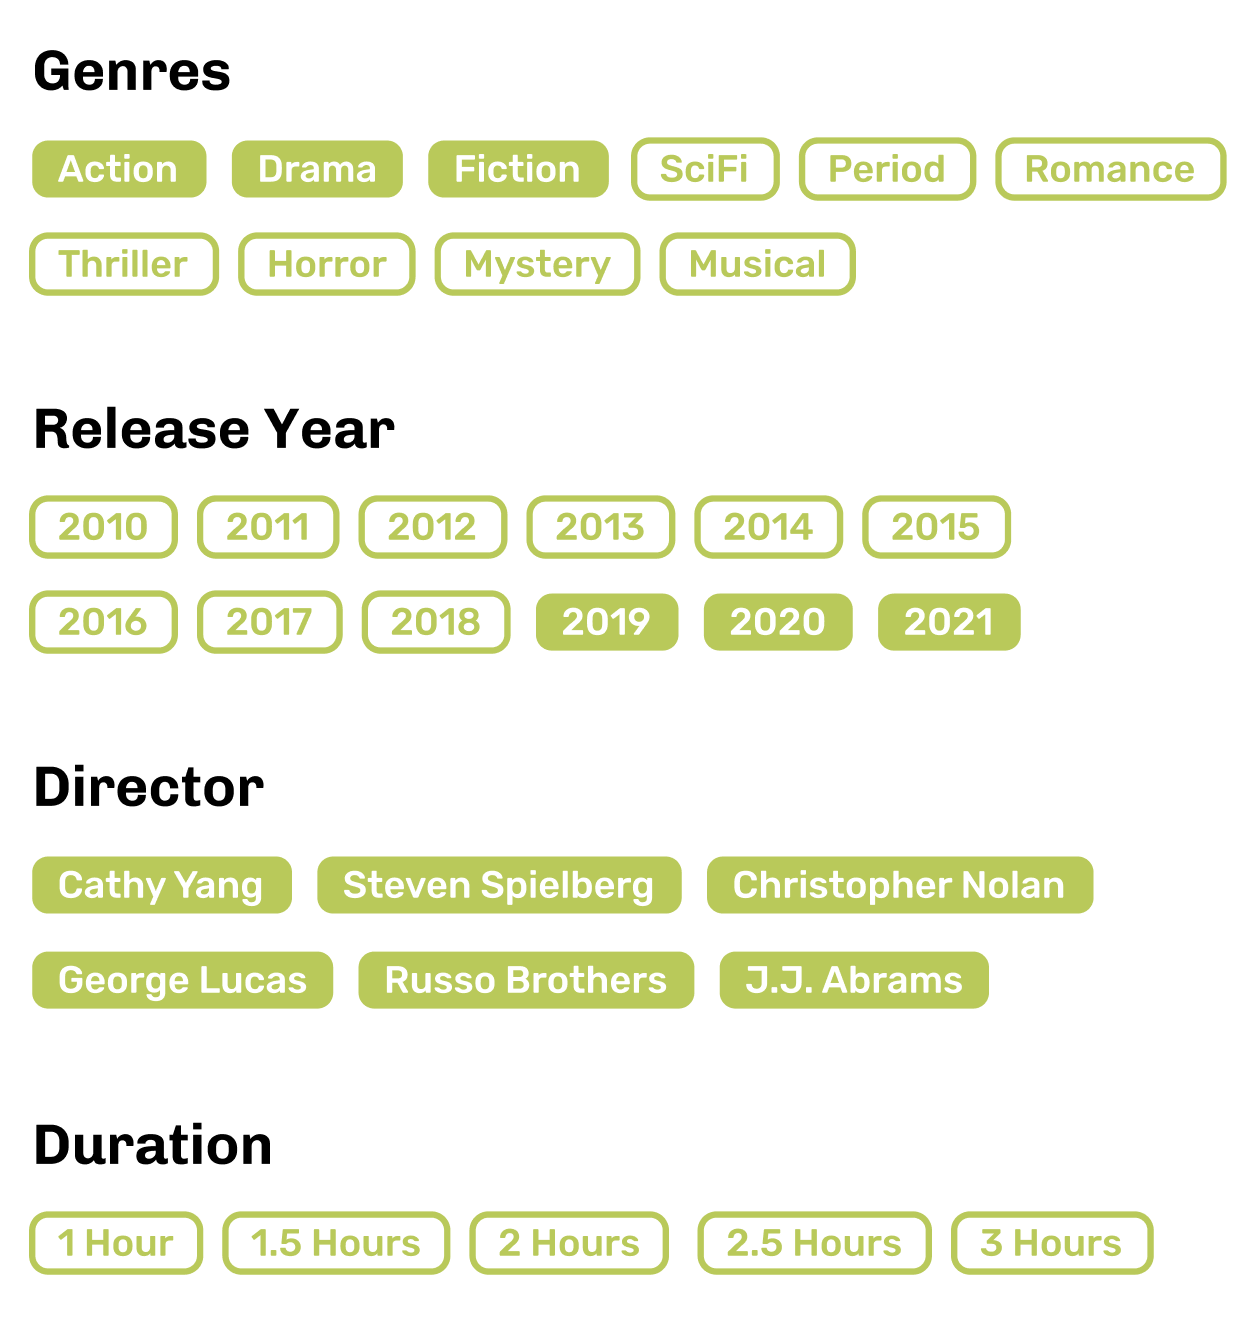 Genres
Action Drama Fiction SciFi Period Romance
Thriller Horror Mystery Musical
Release Year
2010 2011 2012 2013 2014 2015
2016 2017 2018 2019 2020 2021
Director
Cathy Yang Steven Spielberg Christopher Nolan
George Lucas Russo Brothers J.J. Abrams
Duration
1 Hour 1.5 Hours 2 Hours 2.5 Hours 3 Hours